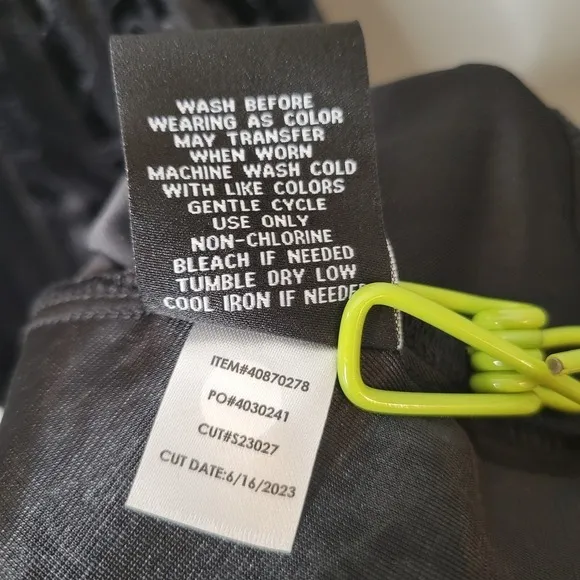 WASH BEFORE
WEARING AS COLOR
MAY TRANSFER
WHEN WORN
MACHINE WASH COLD
WITH LIKE COLORS
GENTLE CYCLE
USE ONLY
NON-CHLORINE
BLEACH IF NEEDED
TUMBLE DRY LOW
COOL IRON IF NEEDE
ITEM#40870278
PO#4030241
CUT#S23027
CUT DATE:6/16/2023